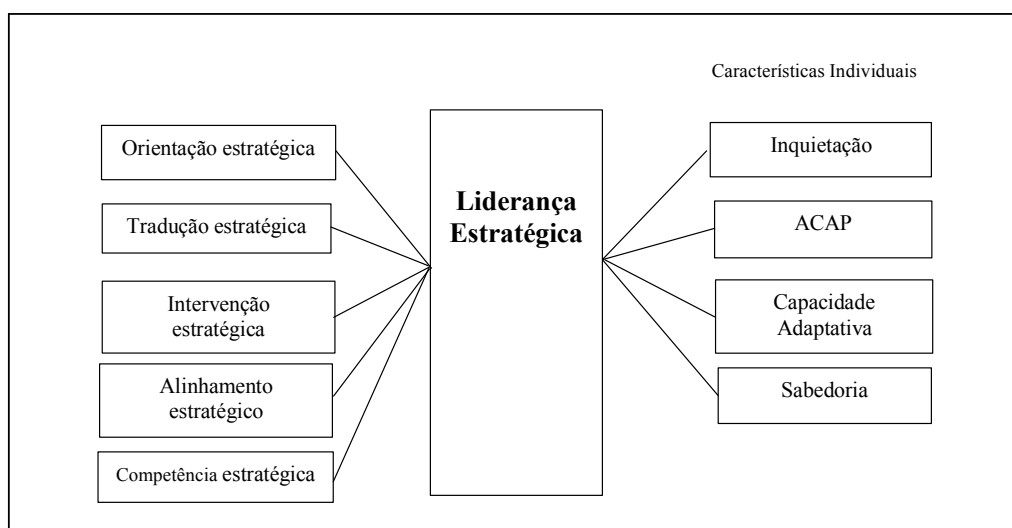 Características Individuais
Orientação estratégica
Tradução estratégica
Intervenção
estratégica
Alinhamento
estratégico
Competência estratégica
Liderança
Estratégica
Inquietação
ACAP
Capacidade
Adaptativa
Sabedoria